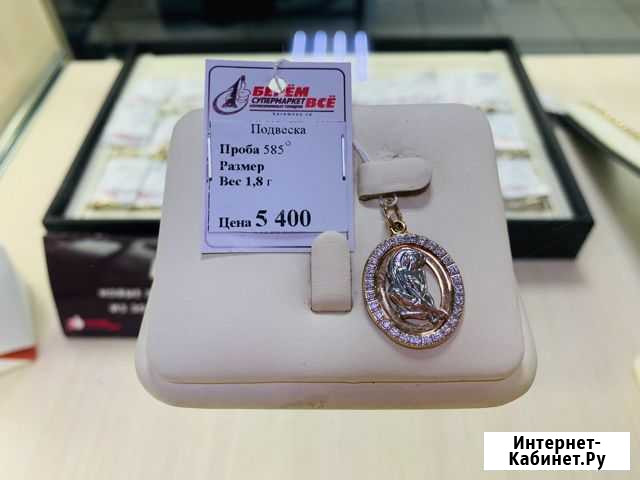 БЕРЁМ
СУПЕРМАРКЕТ
ВСЁ
Подвеска
Проба 585°
Размер
Вес 1,8 г
Цена 5 400
Интернет-
Кабинет.Ру